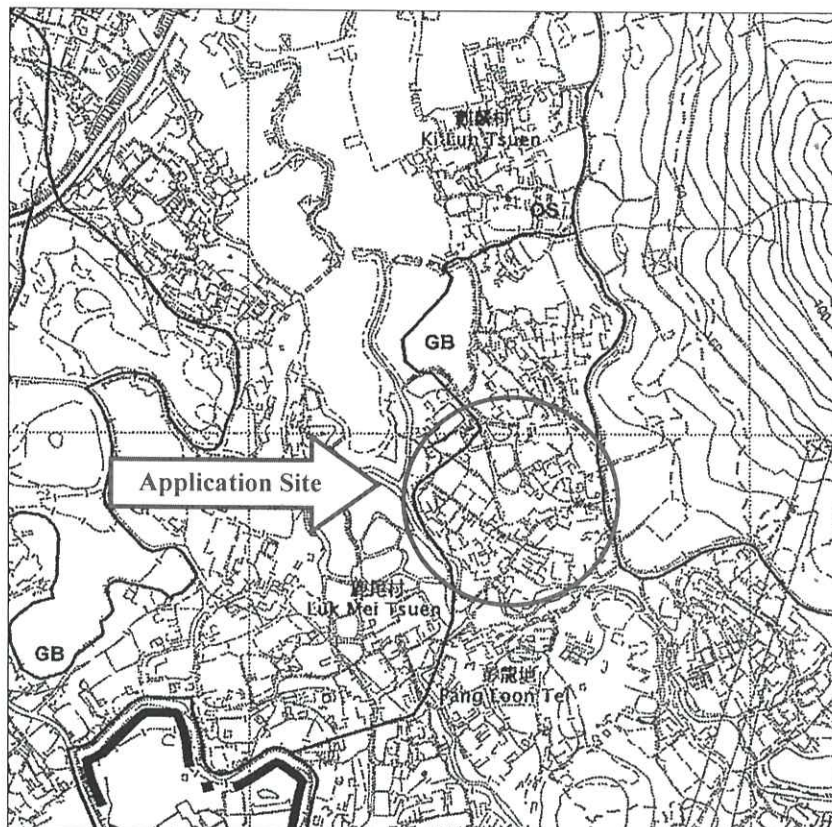 Ki Lun Tsuen
OS
GB
Application Site
Luk Mei Tsuen
GB
Pang Loon Tei